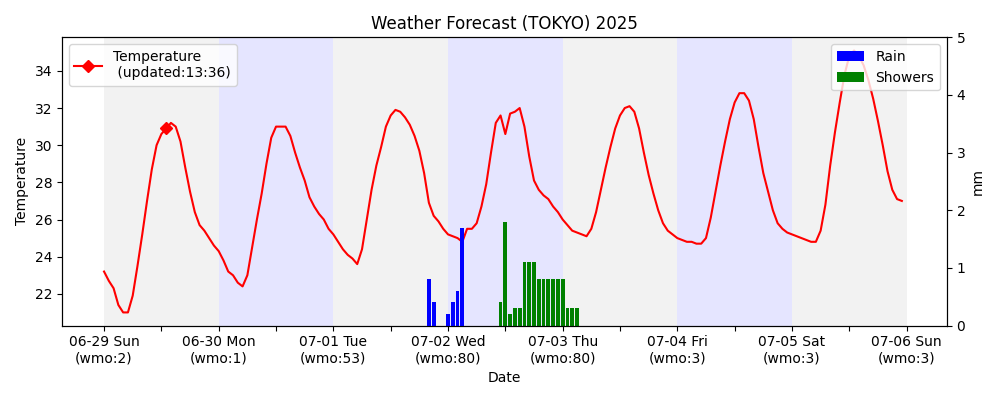 Weather Forecast (TOKYO) 2025
Temperature
(updated:13:36)
Rain
Showers
Temperature
34
32
30
28
26
24
22
5
4
3
2
1
0
mm
06-29 Sun
(wmo:2)
06-30 Mon
(wmo:1)
07-01 Tue
(wmo:53)
07-02 Wed
(wmo:80)
07-03 Thu
(wmo:80)
07-04 Fri
(wmo:3)
07-05 Sat
(wmo:3)
07-06 Sun
(wmo:3)
Date